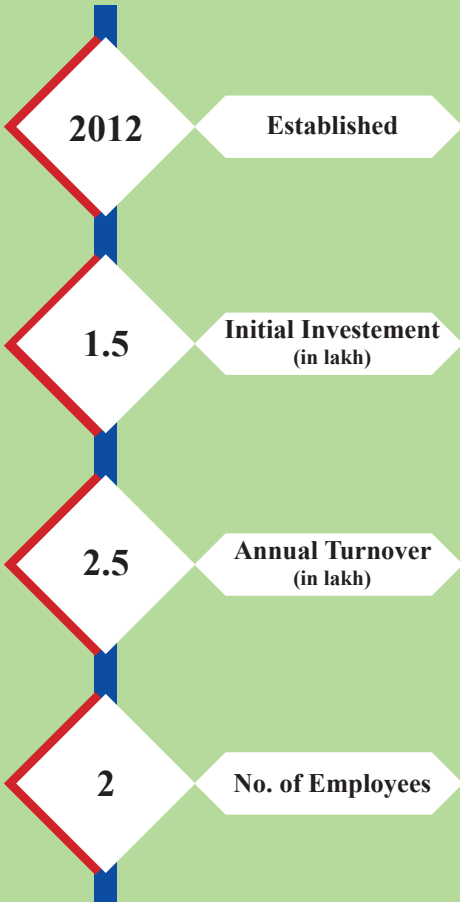 2012
Established
1.5
Initial Investement
(in lakh)
2.5
Annual Turnover
(in lakh)
2
No. of Employees